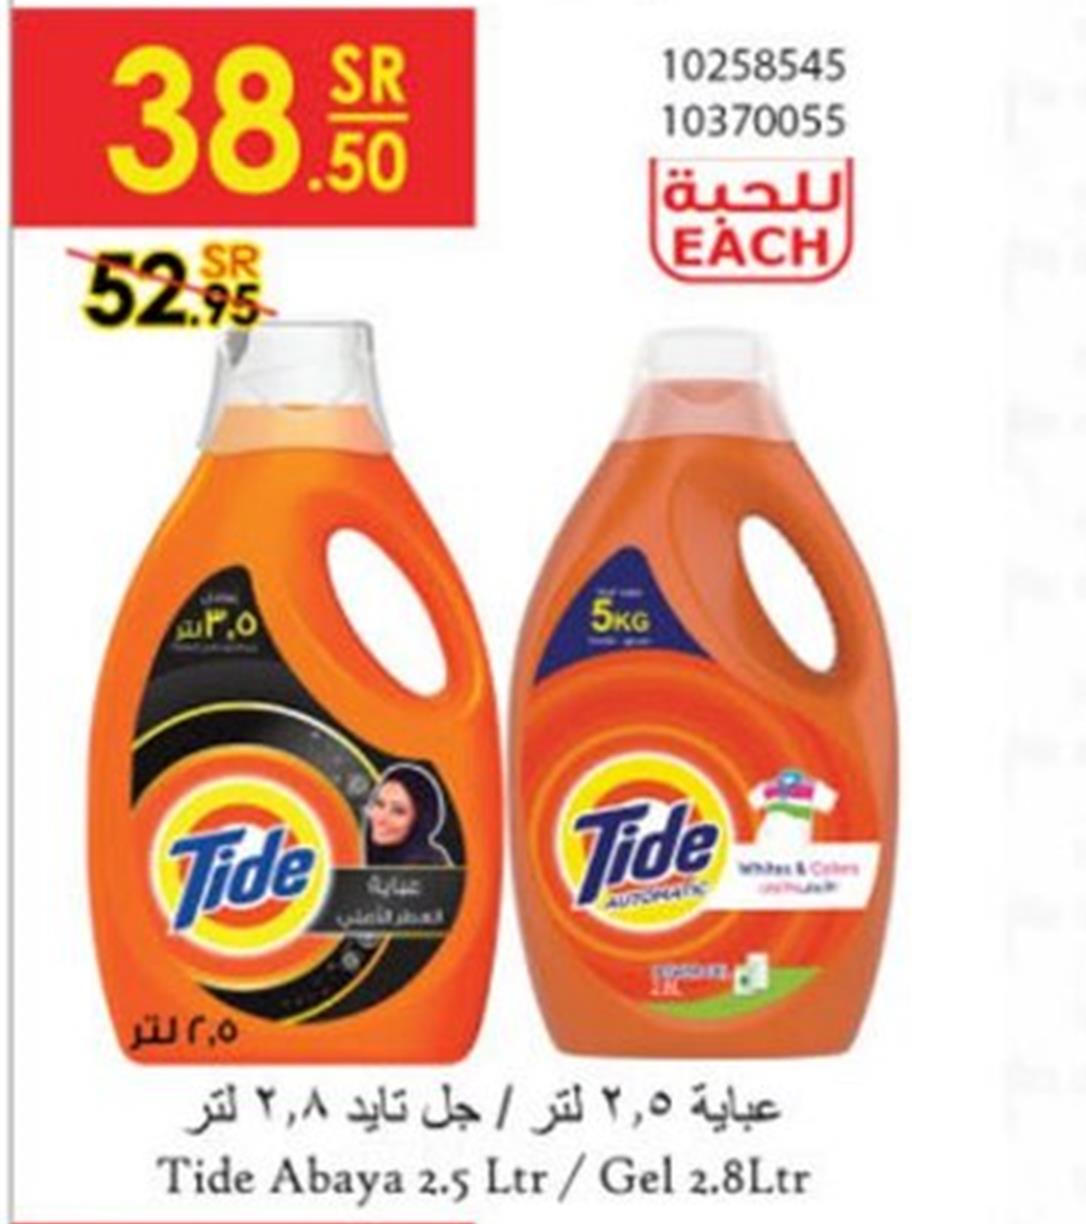 38.50 SR
10258545
10370055
للحبة
EACH
52.95 SR
٣,٥ لتر
Tide
عباية
العطر الأصلي
٢,٥ لتر
5KG
Tide
AUTOMATIC
Whites & Colors
عباية ٢,٥ لتر / جل تايد ٢,٨ لتر
Tide Abaya 2.5 Ltr / Gel 2.8Ltr